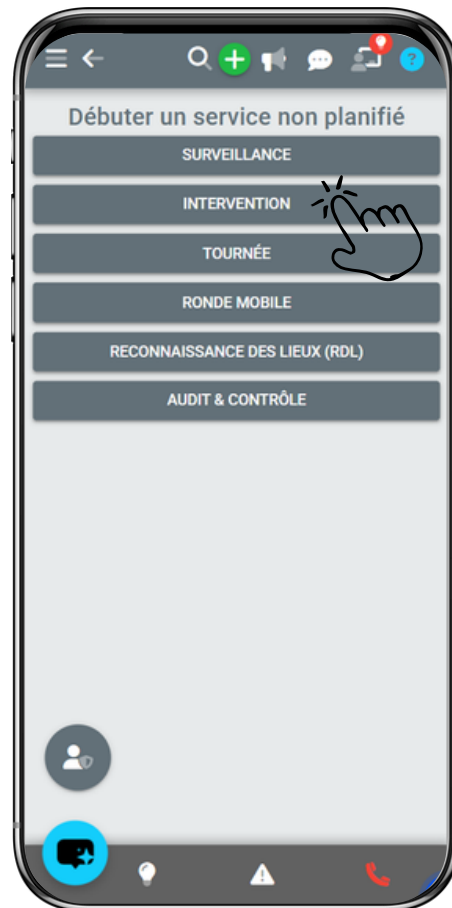 Débuter un service non planifié
SURVEILLANCE
INTERVENTION
TOURNÉE
RONDE MOBILE
RECONNAISSANCE DES LIEUX (RDL)
AUDIT & CONTRÔLE